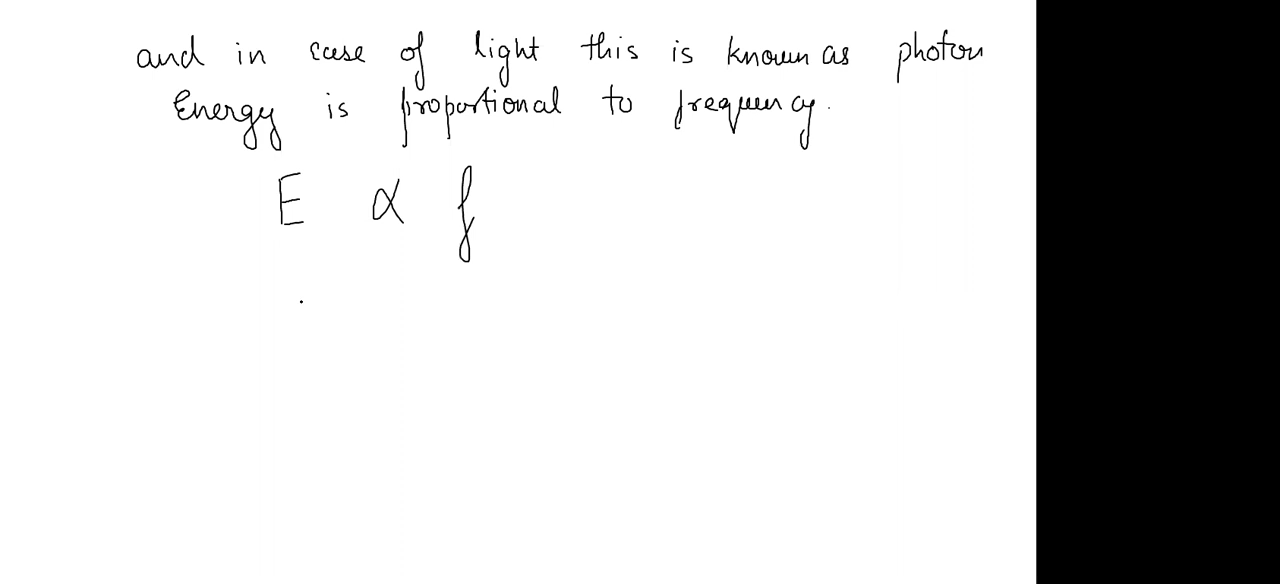 and in case of light this is known as photon
Energy is proportional to frequency.
E ∝ f